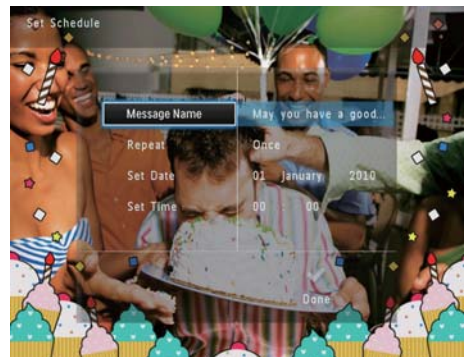 Set Schedule
Message Name May you have a good...
Repeat Once
Set Date 01 January 2010
Set Time 00 : 00
Done